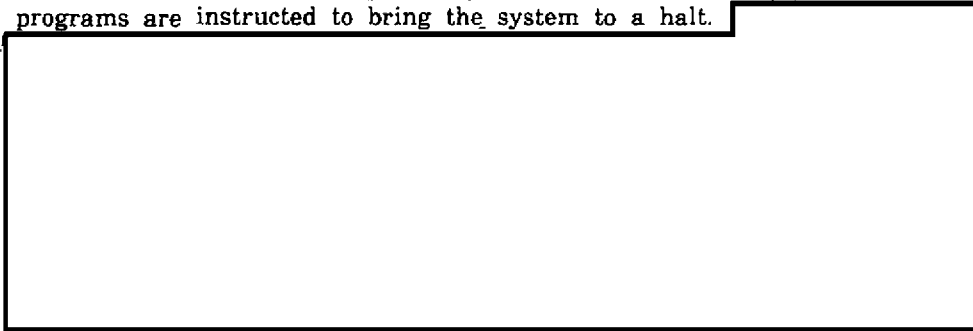 programs are instructed to bring the system to a halt.